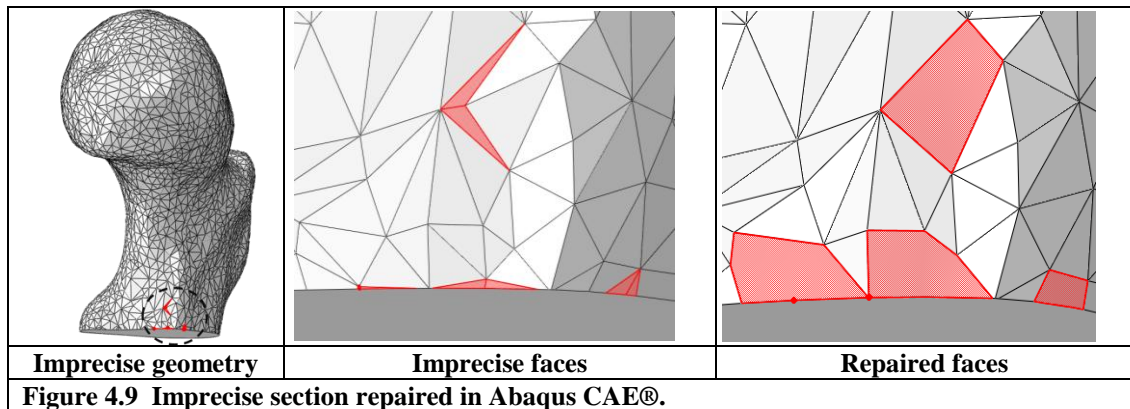 Imprecise geometry
Imprecise faces
Repaired faces
Figure 4.9  Imprecise section repaired in Abaqus CAE®.